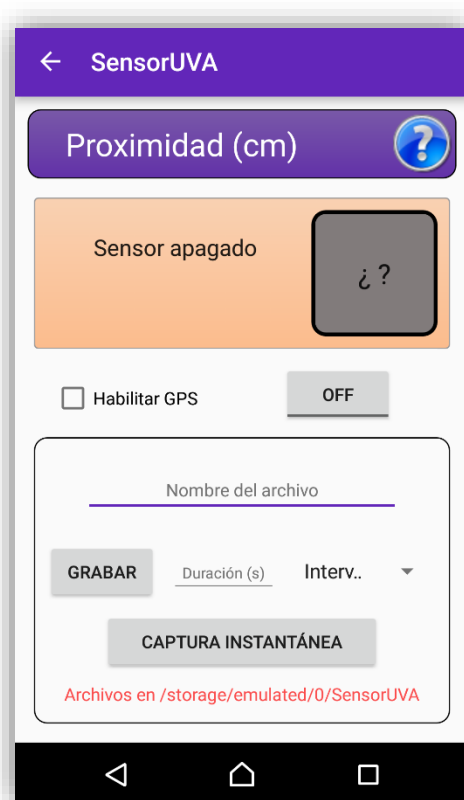 SensorUVA
Proximidad (cm)
?
Sensor apagado
¿ ?
Habilitar GPS
OFF
Nombre del archivo
GRABAR
Duración (s)
Interv..
CAPTURA INSTANTÁNEA
Archivos en /storage/emulated/0/SensorUVA